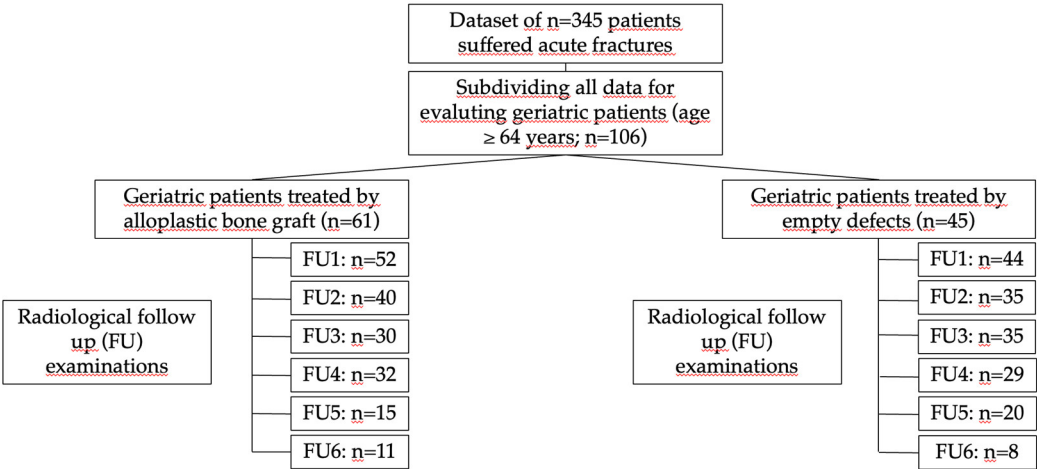 Dataset of n=345 patients
suffered acute fractures
Subdividing all data for
evaluting geriatric patients (age
≥ 64 years; n=106)
Geriatric patients treated by
alloplastic bone graft (n=61)
FU1: n=52
FU2: n=40
FU3: n=30
FU4: n=32
FU5: n=15
FU6: n=11
Radiological follow
up (FU)
examinations
Geriatric patients treated by
empty defects (n=45)
FU1: n=44
FU2: n=35
FU3: n=35
FU4: n=29
FU5: n=20
FU6: n=8
Radiological follow
up (FU)
examinations